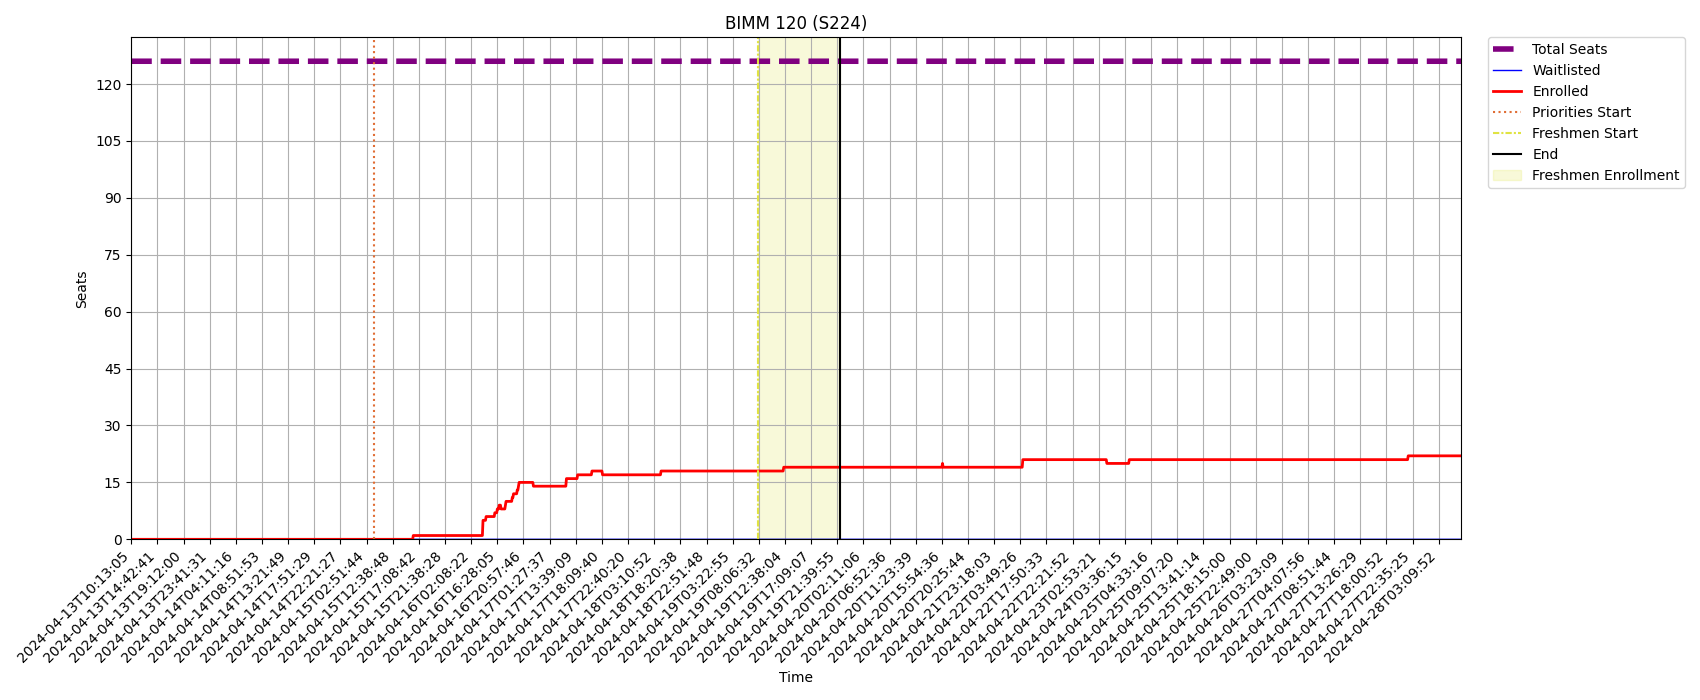 BIMM 120 (S224)
Total Seats
Waitlisted
Enrolled
Priorities Start
Freshmen Start
End
Freshmen Enrollment
Seats
120
105
90
75
60
45
30
15
0
2024-04-13T10:13:05
2024-04-13T14:42:41
2024-04-13T19:12:00
2024-04-13T23:41:31
2024-04-14T04:11:16
2024-04-14T08:51:53
2024-04-14T13:21:49
2024-04-14T17:51:29
2024-04-14T22:21:27
2024-04-15T02:51:44
2024-04-15T12:38:48
2024-04-15T17:08:42
2024-04-15T21:38:28
2024-04-16T02:08:22
2024-04-16T16:28:05
2024-04-16T20:57:46
2024-04-17T01:27:37
2024-04-17T13:39:09
2024-04-17T18:09:40
2024-04-17T22:40:20
2024-04-18T03:10:52
2024-04-18T18:20:38
2024-04-18T22:51:48
2024-04-19T03:22:55
2024-04-19T08:06:32
2024-04-19T12:38:04
2024-04-19T17:09:07
2024-04-19T21:39:55
2024-04-20T02:11:06
2024-04-20T06:52:36
2024-04-20T11:23:39
2024-04-20T15:54:36
2024-04-20T20:25:44
2024-04-21T23:18:03
2024-04-22T03:49:26
2024-04-22T17:50:33
2024-04-22T22:21:52
2024-04-23T02:53:21
2024-04-24T03:36:15
2024-04-25T04:33:16
2024-04-25T09:07:20
2024-04-25T13:41:14
2024-04-25T18:15:00
2024-04-25T22:49:00
2024-04-26T03:23:09
2024-04-27T04:07:56
2024-04-27T08:51:44
2024-04-27T13:26:29
2024-04-27T18:00:52
2024-04-27T22:35:25
2024-04-28T03:09:52
Time